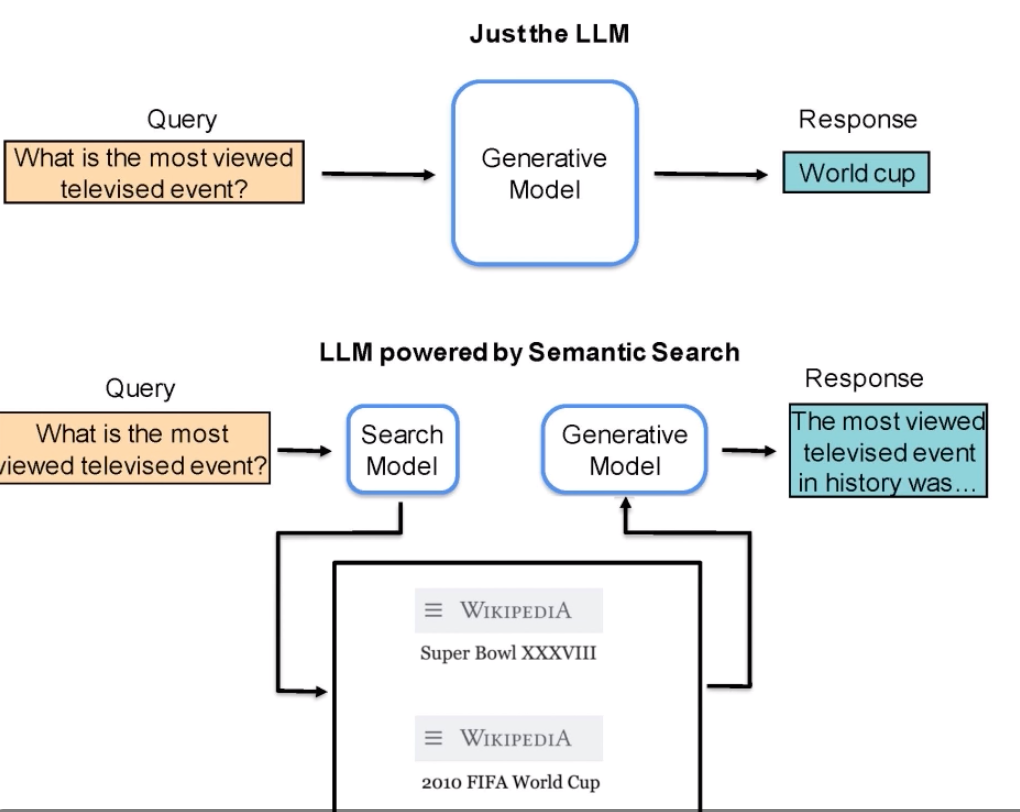 Just the LLM
Query
What is the most viewed
televised event?
Generative
Model
Response
World cup
LLM powered by Semantic Search
Query
What is the most
viewed televised event?
Search
Model
Generative
Model
Response
The most viewed
televised event
in history was...
WIKIPEDIA
Super Bowl XXXVIII
WIKIPEDIA
2010 FIFA World Cup